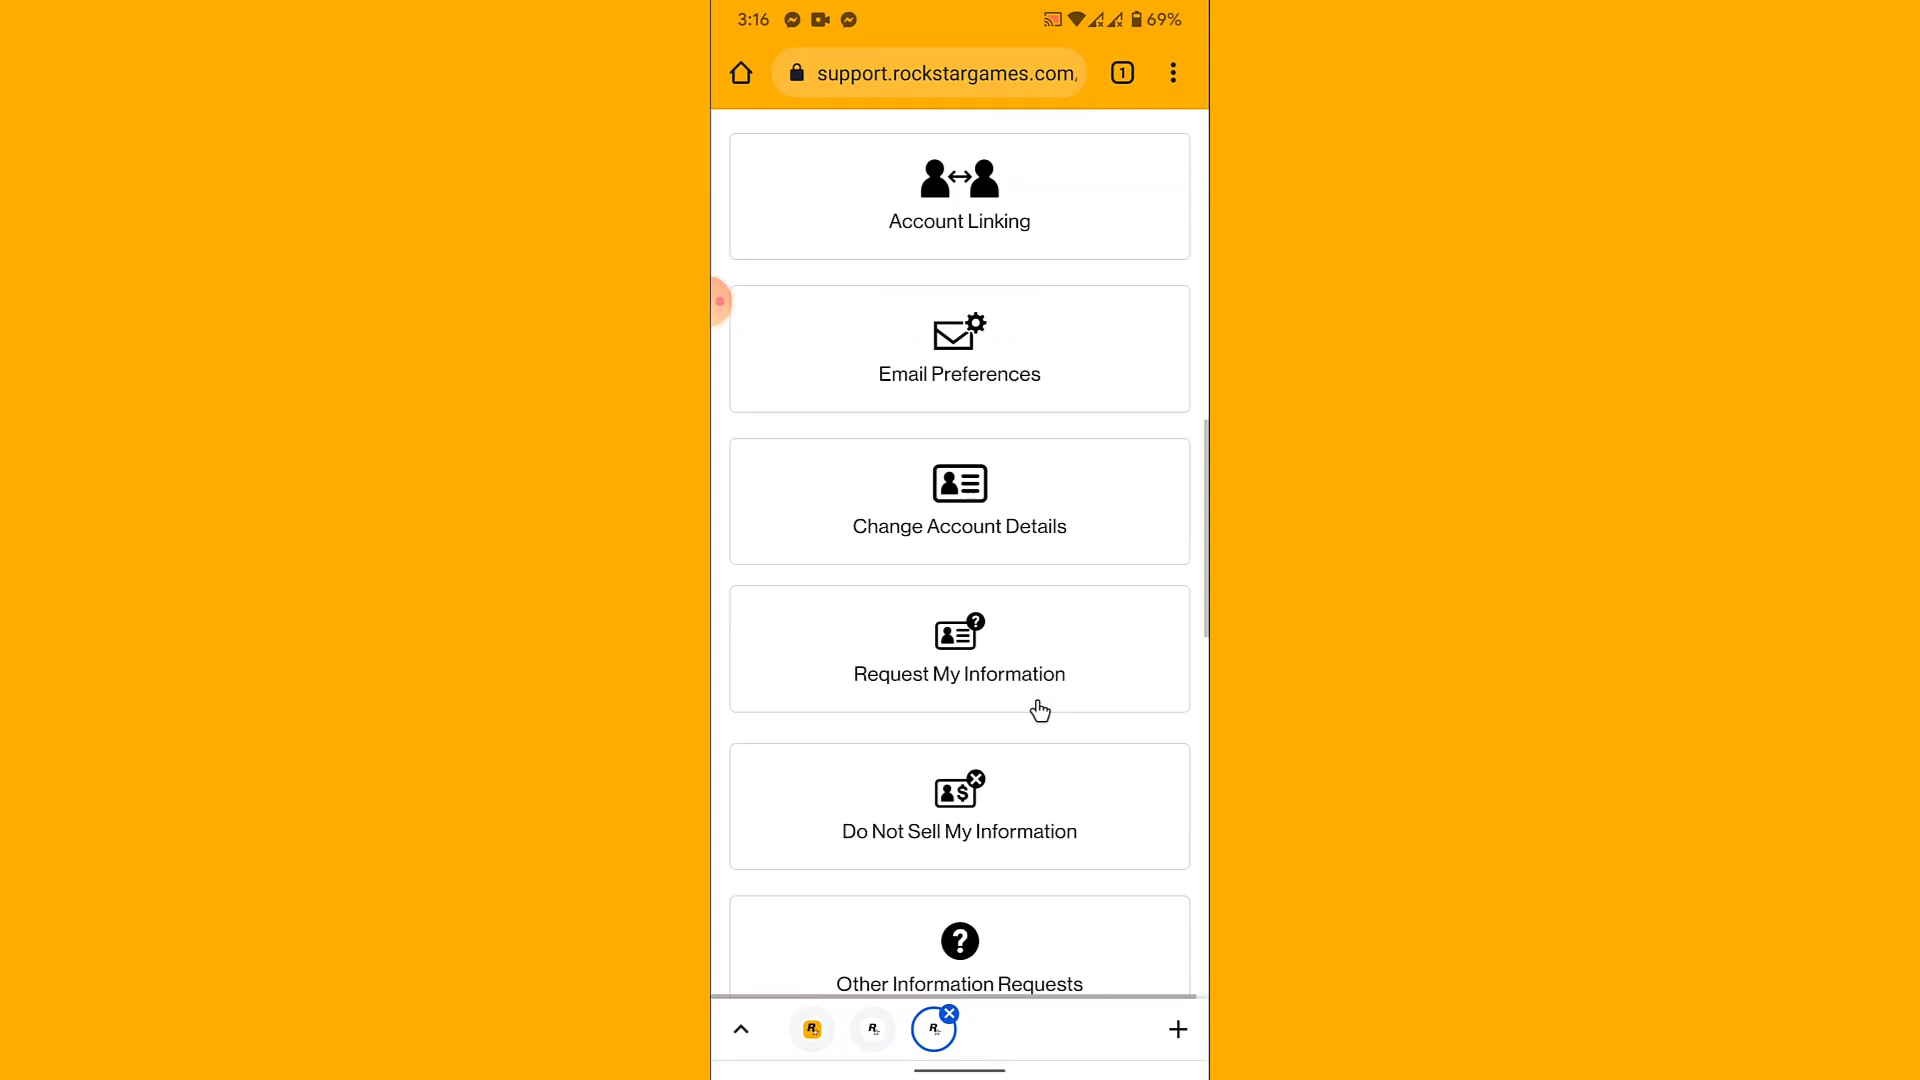 3:16
69%
support.rockstargames.com,
1
Account Linking
Email Preferences
Change Account Details
Request My Information
Do Not Sell My Information
Other Information Requests